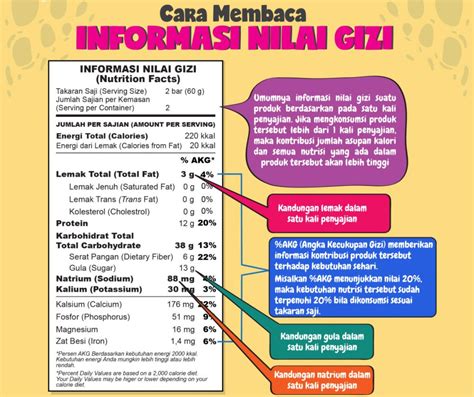 Cara Membaca
INFORMASI NILAI GIZI
INFORMASI NILAI GIZI
(Nutrition Facts)
Takaran Saji (Serving Size) 2 bar (60 g)
Jumlah Sajian per Kemasan
(Serving per Container) 2
JUMLAH PER SAJIAN (AMOUNT PER SERVING)
Energi Total (Calories) 220 kkal
Energi dari Lemak (Calories from Fat) 20 kkal
% AKG*
Lemak Total (Total Fat) 3 g 4%
Lemak Jenuh (Saturated Fat) 0 g 0%
Lemak Trans (Trans Fat) 0 g 0%
Kolesterol (Cholestrol) 0 g 0%
Protein 12 g 20%
Karbohidrat Total
Total Carbohydrate 38 g 13%
Serat Pangan (Dietary Fiber) 6 g 22%
Gula (Sugar) 13 g
Natrium (Sodium) 88 mg 4%
Kalium (Potassium) 30 mg 3%
Kalsium (Calcium) 176 mg 22%
Fosfor (Phosphorus) 51 mg 9%
Magnesium 16 mg 6%
Zat Besi (Iron) 1,4 mg 6%
*Persen AKG Berdasarkan kebutuhan energi 2000 kkal.
Kebutuhan energi Anda mungkin lebih tinggi atau lebih rendah
*Percent Daily Values are based on a 2,000 calorie diet.
Your Daily Values may be higer or lower depending on your
calorie diet.
Umumnya informasi nilai gizi suatu
produk berdasarkan pada satu kali
penyajian. Jika mengkonsumsi produk
tersebut lebih dari 1 kali penyajian,
maka kontribusi jumlah asupan kalori
dan semua nutrisi yang ada dalam
produk tersebut akan lebih tinggi
Kandungan lemak dalam
satu kali penyajian
%AKG (Angka Kecukupan Gizi) memberikan
informasi kontribusi produk tersebut
terhadap kebutuhan sehari.
Misalkan %AKG menunjukkan nilai 20%,
maka kebutuhan nutrisi tersebut sudah
terpenuhi 20% bila dikonsumsi sesuai
takaran saji.
Kandungan gula dalam
satu kali penyajian
Kandungan natrium dalam
satu kali penyajian